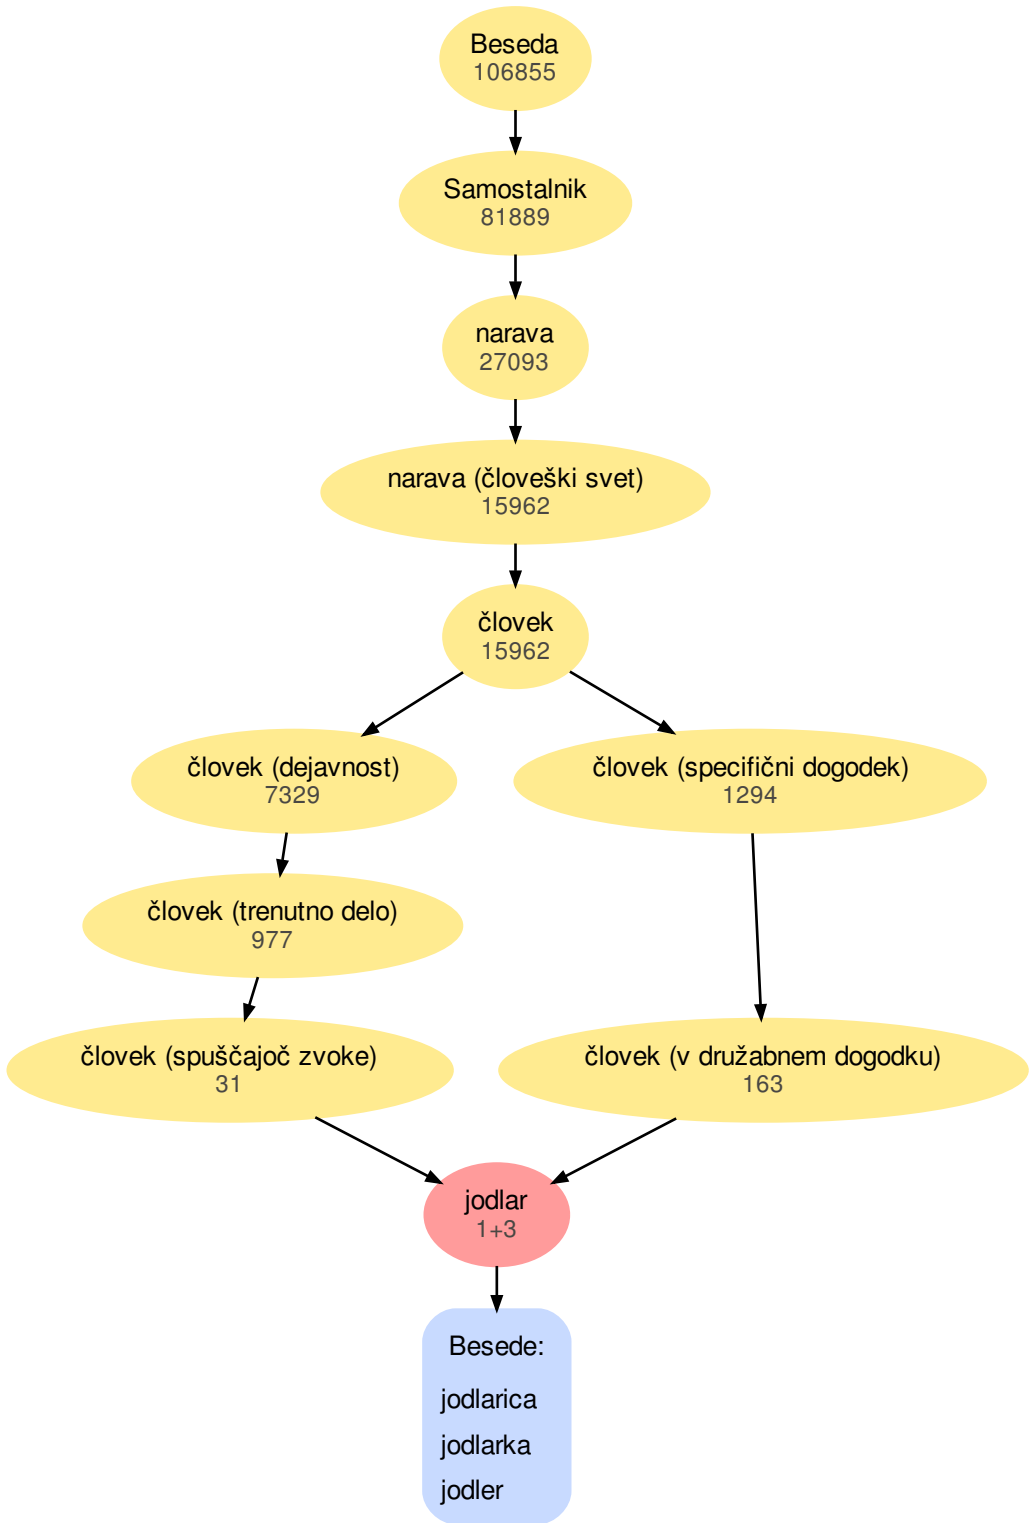 Beseda
106855
Samostalnik
81889
narava
27093
narava (človeški svet)
15962
človek
15962
človek (dejavnost)
7329
človek (specifični dogodek)
1294
človek (trenutno delo)
977
človek (spuščajoč zvoke)
31
človek (v družabnem dogodku)
163
jodlar
1+3
Besede:
jodlarica
jodlarka
jodler